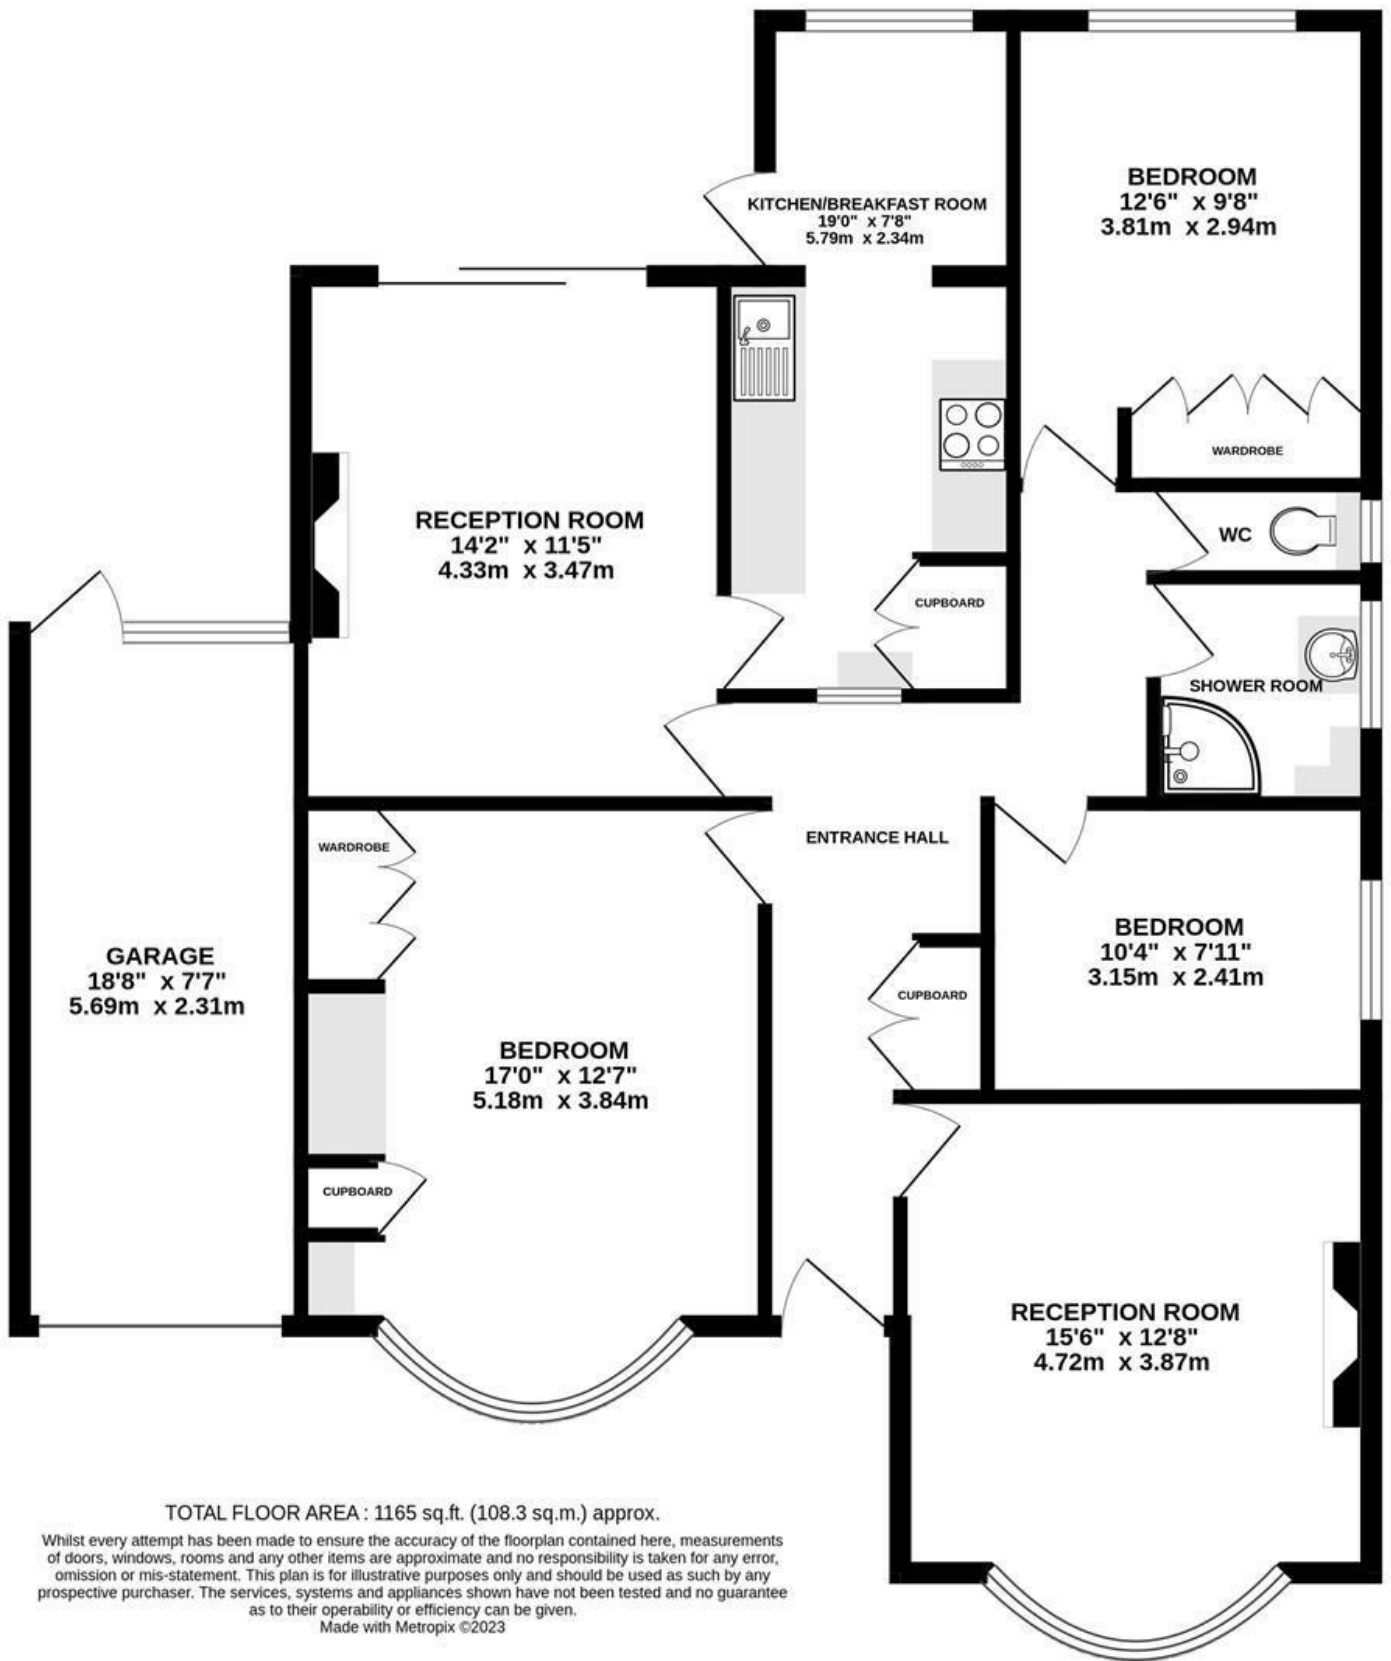 BEDROOM
12'6" x 9'8"
3.81m x 2.94m
KITCHEN/BREAKFAST ROOM
19'0" x 7'8"
5.79m x 2.34m
WARDROBE
RECEPTION ROOM
14'2" x 11'5"
4.33m x 3.47m
WC
CUPBOARD
SHOWER ROOM
ENTRANCE HALL
WARDROBE
GARAGE
18'8" x 7'7"
5.69m x 2.31m
BEDROOM
10'4" x 7'11"
3.15m x 2.41m
CUPBOARD
BEDROOM
17'0" x 12'7"
5.18m x 3.84m
CUPBOARD
RECEPTION ROOM
15'6" x 12'8"
4.72m x 3.87m
TOTAL FLOOR AREA : 1165 sq.ft. (108.3 sq.m.) approx.
Whilst every attempt has been made to ensure the accuracy of the floorplan contained here, measurements
of doors, windows, rooms and any other items are approximate and no responsibility is taken for any error,
omission or mis-statement. This plan is for illustrative purposes only and should be used as such by any
prospective purchaser. The services, systems and appliances shown have not been tested and no guarantee
as to their operability or efficiency can be given.
Made with Metropix ©2023